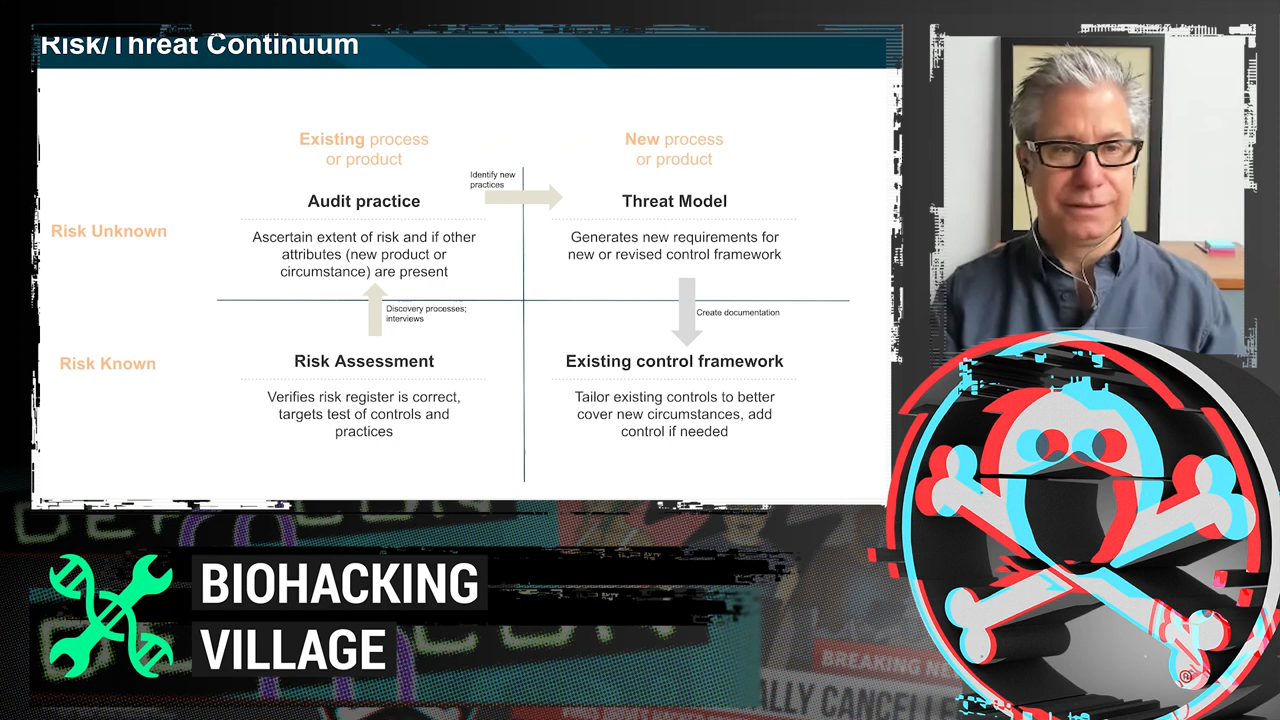 Risk/Threat Continuum
Existing process
or product
New process
or product
Identify new
practices
Audit practice
Threat Model
Risk Unknown
Ascertain extent of risk and if other
attributes (new product or
circumstance) are present
Generates new requirements for
new or revised control framework
Discovery processes;
interviews
Create documentation
Risk Known
Risk Assessment
Existing control framework
Verifies risk register is correct,
targets test of controls and
practices
Tailor existing controls to better
cover new circumstances, add
control if needed
BIOHACKING
VILLAGE
BREAKING NE
ALLY CANCELLE
®